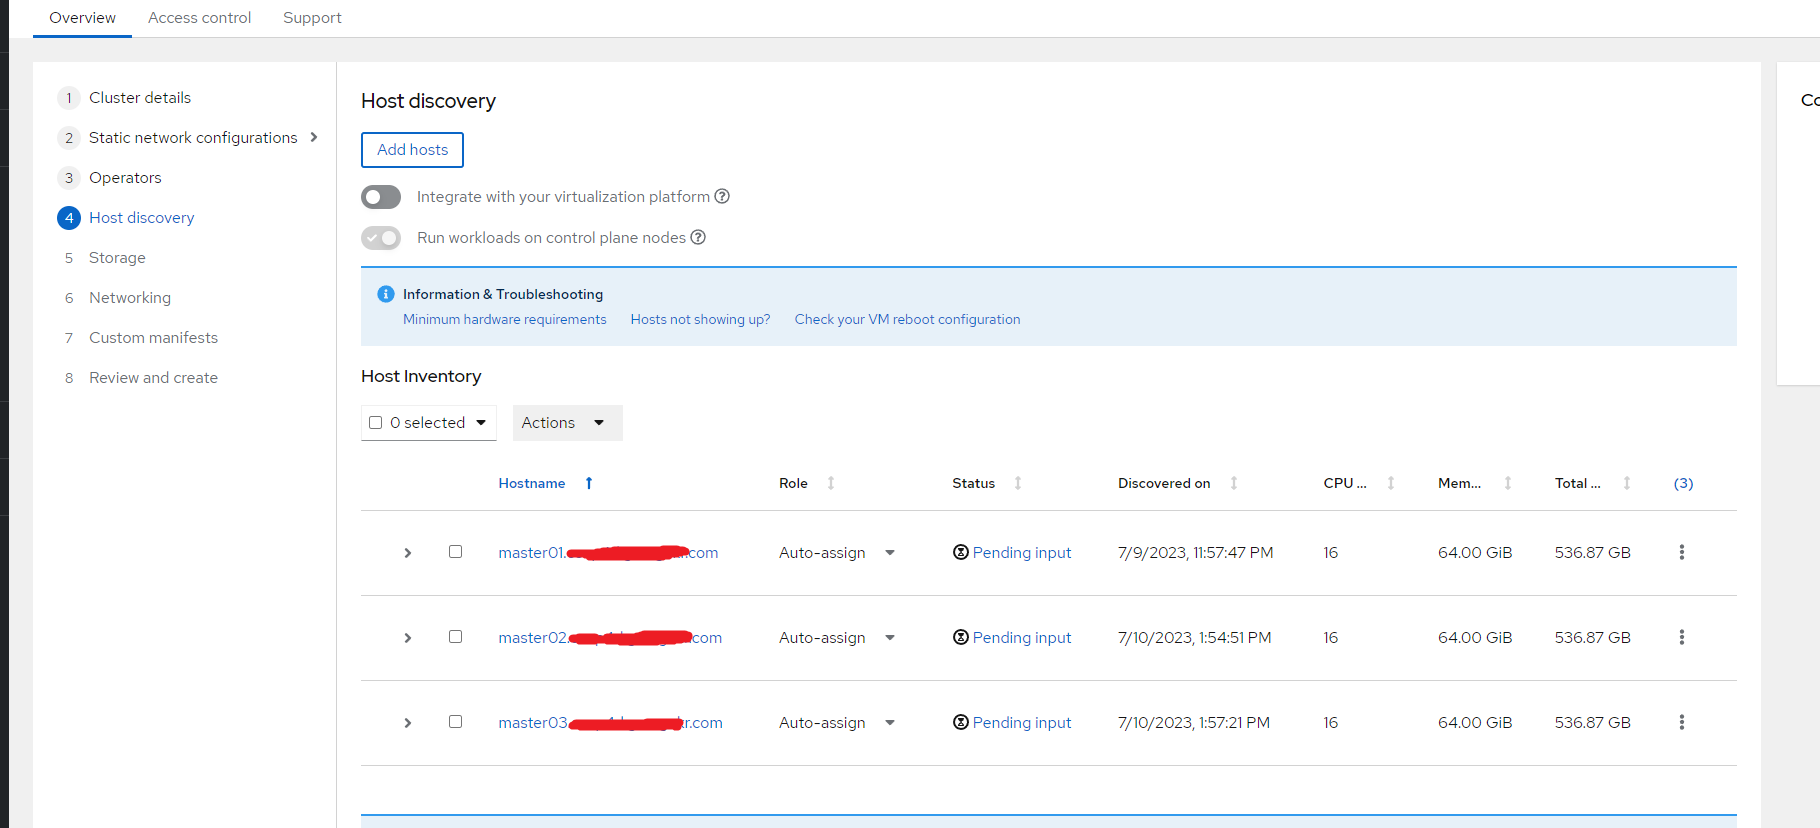 Overview Access control Support
1 Cluster details
2 Static network configurations
3 Operators
4 Host discovery
5 Storage
6 Networking
7 Custom manifests
8 Review and create
Host discovery
Add hosts
Integrate with your virtualization platform
Run workloads on control plane nodes
Information & Troubleshooting
Minimum hardware requirements Hosts not showing up? Check your VM reboot configuration
Host Inventory
0 selected Actions
Hostname Role Status Discovered on CPU ... Mem... Total ... (3)
master01. .com Auto-assign Pending input 7/9/2023, 11:57:47 PM 16 64.00 GiB 536.87 GB
master02. .com Auto-assign Pending input 7/10/2023, 1:54:51 PM 16 64.00 GiB 536.87 GB
master03. r.com Auto-assign Pending input 7/10/2023, 1:57:21 PM 16 64.00 GiB 536.87 GB